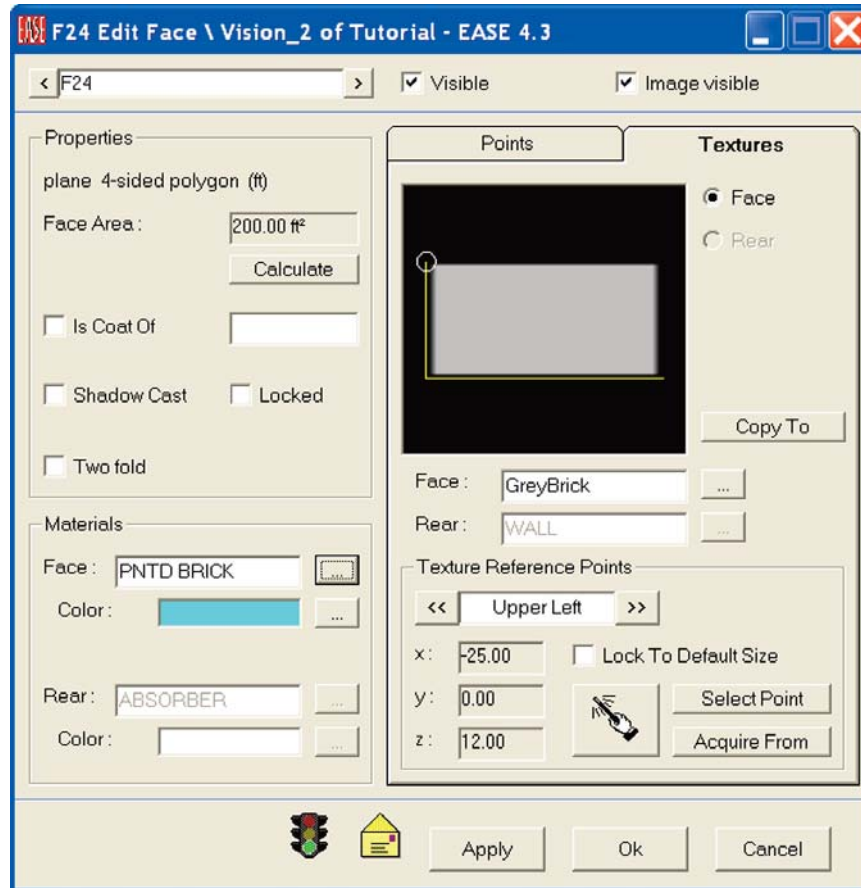 EASE F24 Edit Face \ Vision_2 of Tutorial - EASE 4.3
< F24 > Visible Image visible
Properties
plane 4-sided polygon (ft)
Face Area : 200.00 ft²
Calculate
Is Coat Of
Shadow Cast Locked
Two fold
Materials
Face : PNTD BRICK ...
Color : ...
Rear : ABSORBER ...
Color : ...
Points Textures
Face
Rear
Copy To
Face : GreyBrick ...
Rear : WALL ...
Texture Reference Points
<< Upper Left >>
x : -25.00 Lock To Default Size
y : 0.00 Select Point
z : 12.00 Acquire From
Apply Ok Cancel